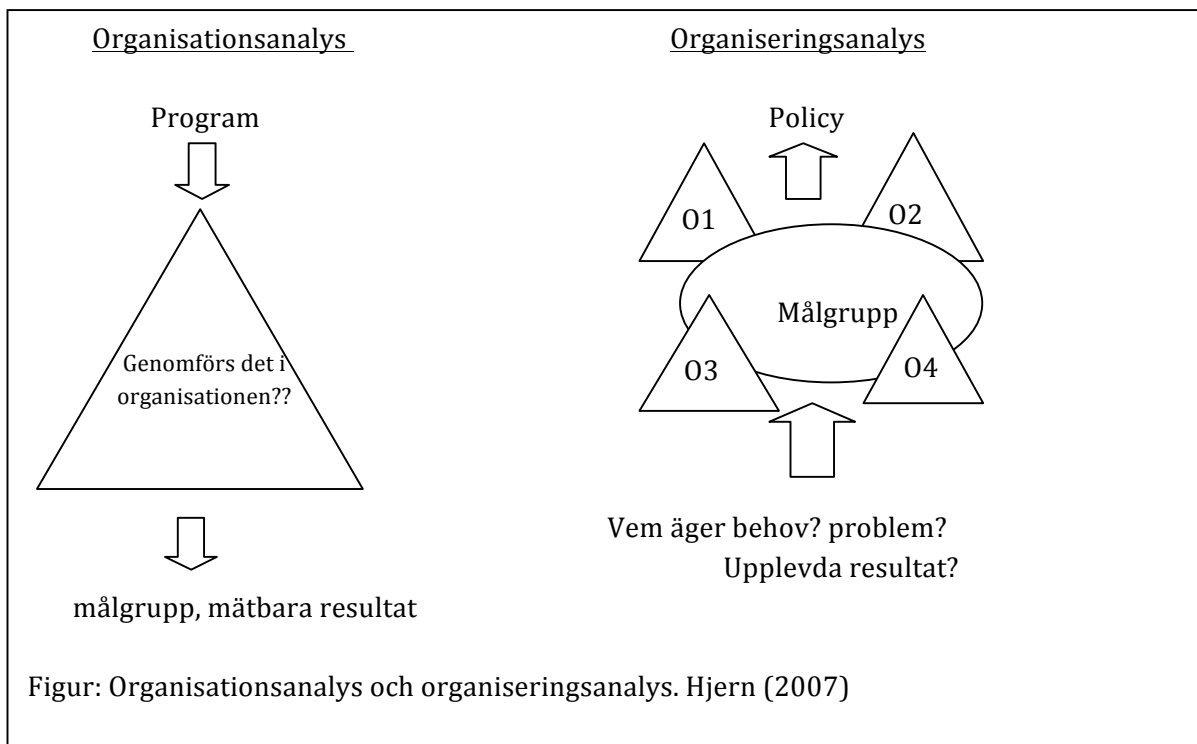 Organisationsanalys
Program
Genomförs det i
organisationen??
målgrupp, mätbara resultat
Organiseringsanalys
Policy
O1
O2
Målgrupp
O3
O4
Vem äger behov? problem?
Upplevda resultat?
Figur: Organisationsanalys och organiseringsanalys. Hjern (2007)